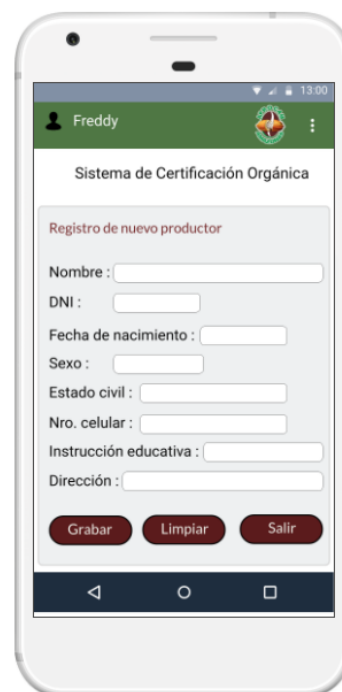 13:00
Freddy
Sistema de Certificación Orgánica
Registro de nuevo productor
Nombre :
DNI :
Fecha de nacimiento :
Sexo :
Estado civil :
Nro. celular :
Instrucción educativa :
Dirección :
Grabar Limpiar Salir